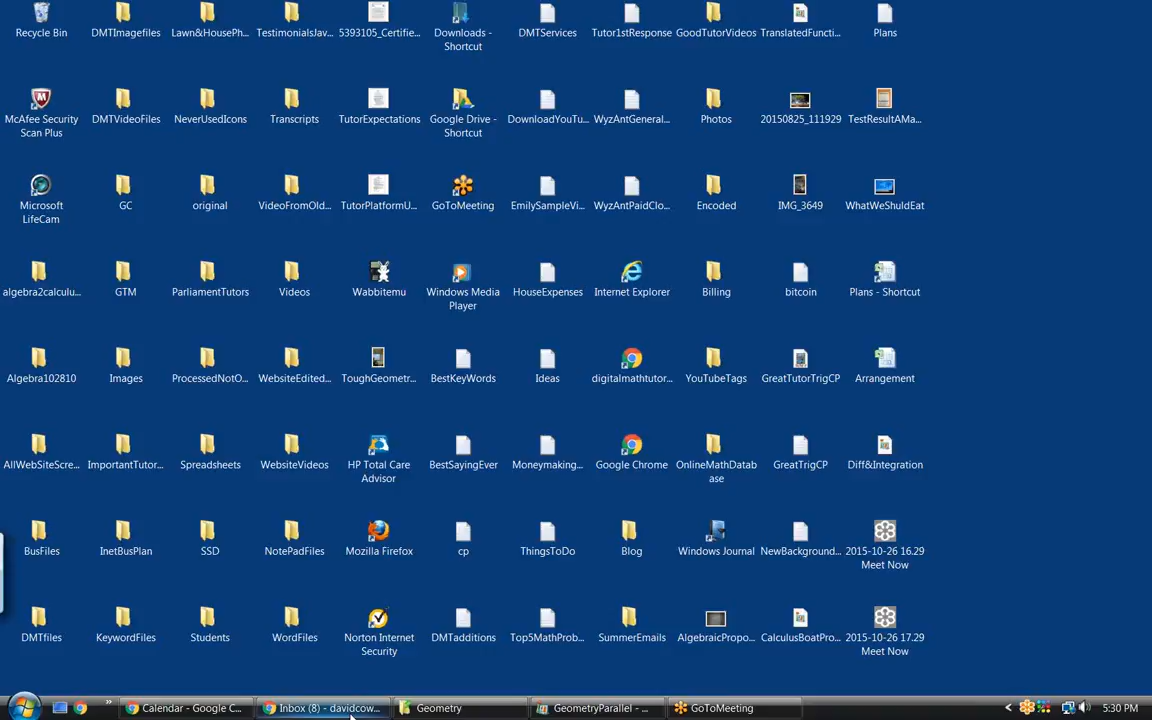 Recycle Bin
DMTImagefiles
Lawn&HousePh...
TestimonialsJav...
5393105_Certifie...
Downloads -
Shortcut
DMTServices
Tutor1stResponse
GoodTutorVideos
TranslatedFuncti...
Plans
McAfee Security
Scan Plus
DMTVideoFiles
NeverUsedIcons
Transcripts
TutorExpectations
Google Drive -
Shortcut
DownloadYouTu...
WyzAntGeneral...
Photos
20150825_111929
TestResultAMa...
Microsoft
LifeCam
GC
original
VideoFromOld...
TutorPlatformU...
GoToMeeting
EmilySampleVi...
WyzAntPaidClo...
Encoded
IMG_3649
WhatWeShuldEat
algebra2calculu...
GTM
ParliamentTutors
Videos
Wabbitemu
Windows Media
Player
HouseExpenses
Internet Explorer
Billing
bitcoin
Plans - Shortcut
Algebra102810
Images
ProcessedNotO...
WebsiteEdited...
ToughGeometr...
BestKeyWords
Ideas
digitalmathtutor...
YouTubeTags
GreatTutorTrigCP
Arrangement
AllWebSiteScre...
ImportantTutor...
Spreadsheets
WebsiteVideos
HP Total Care
Advisor
BestSayingEver
Moneymaking...
Google Chrome
OnlineMathDatab
ase
GreatTrigCP
Diff&Integration
BusFiles
InetBusPlan
SSD
NotePadFiles
Mozilla Firefox
cp
ThingsToDo
Blog
Windows Journal
NewBackground...
2015-10-26 16.29
Meet Now
DMTfiles
KeywordFiles
Students
WordFiles
Norton Internet
Security
DMTadditions
Top5MathProb...
SummerEmails
AlgebraicPropo...
CalculusBoatPro...
2015-10-26 17.29
Meet Now
Calendar - Google C...
Inbox (8) - davidcow...
Geometry
GeometryParallel - ...
GoToMeeting
5:30 PM